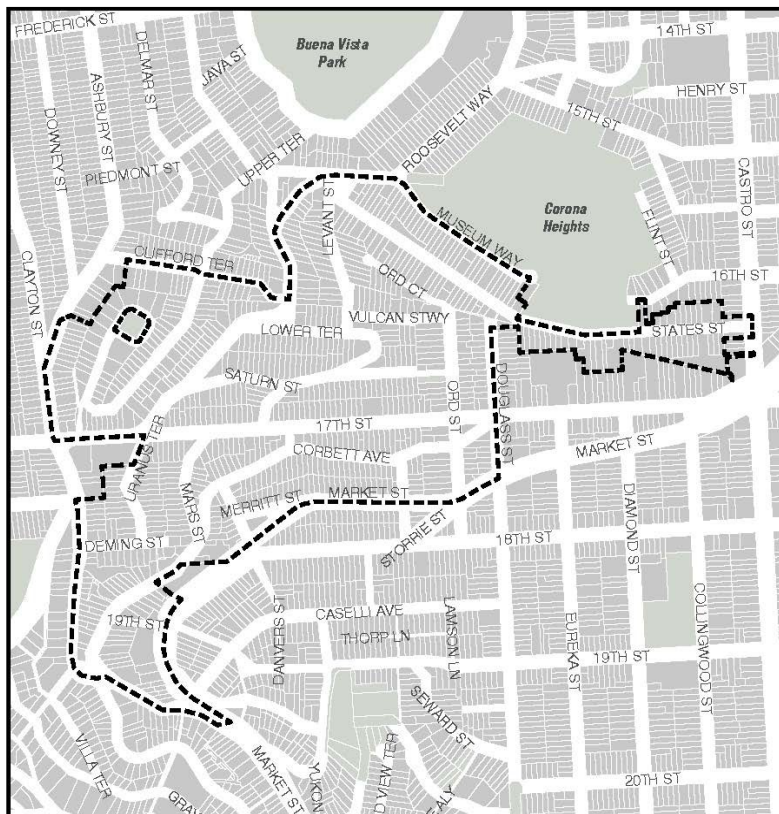 FREDERICK ST
DELMAR ST
ASHBURY ST
DOWNEY ST
JAVA ST
Buena Vista
Park
14TH ST
HENRY ST
15TH ST
ROOSEVELT WAY
UPPER TER
PIEDMONT ST
CASTRO ST
LEVANT ST
MUSEUM WAY
Corona
Heights
FLINT ST
CLIFFORD TER
CLAYTON ST
ORD CT
16TH ST
VULCAN STWY
STATES ST
LOWER TER
SATURN ST
ORD ST
DOUGLASS ST
17TH ST
URANUS TER
CORBETT AVE
MARKET ST
MARS ST
MERRITT ST
MARKET ST
DIAMOND ST
STORRIE ST
18TH ST
DEMING ST
19TH ST
DANVERS ST
CASELLI AVE
THORP LN
LAMSON LN
EUREKA ST
COLLINGWOOD ST
19TH ST
SEWARD ST
VILLA TER
MARKET ST
YUKON
D VIEW TER
20TH ST
GRAY
EALY